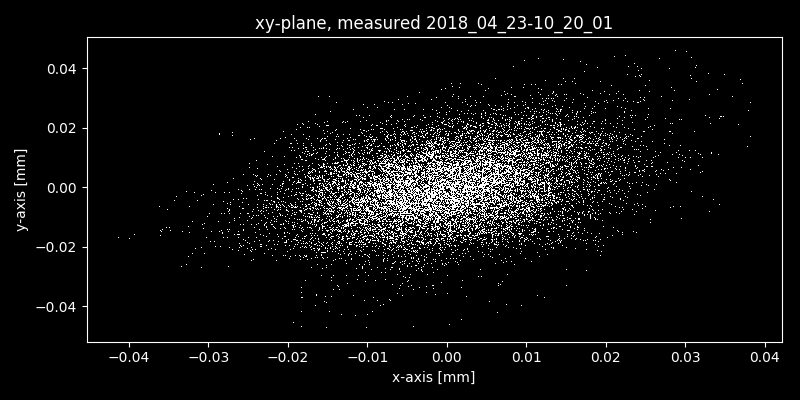 xy-plane, measured 2018_04_23-10_20_01
y-axis [mm]
0.04
0.02
0.00
−0.02
−0.04
−0.04 −0.03 −0.02 −0.01 0.00 0.01 0.02 0.03 0.04
x-axis [mm]